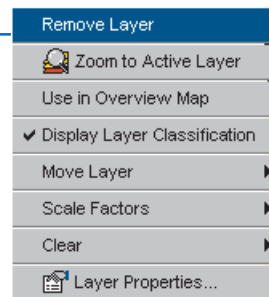 Remove Layer
Zoom to Active Layer
Use in Overview Map
Display Layer Classification
Move Layer
Scale Factors
Clear
Layer Properties...